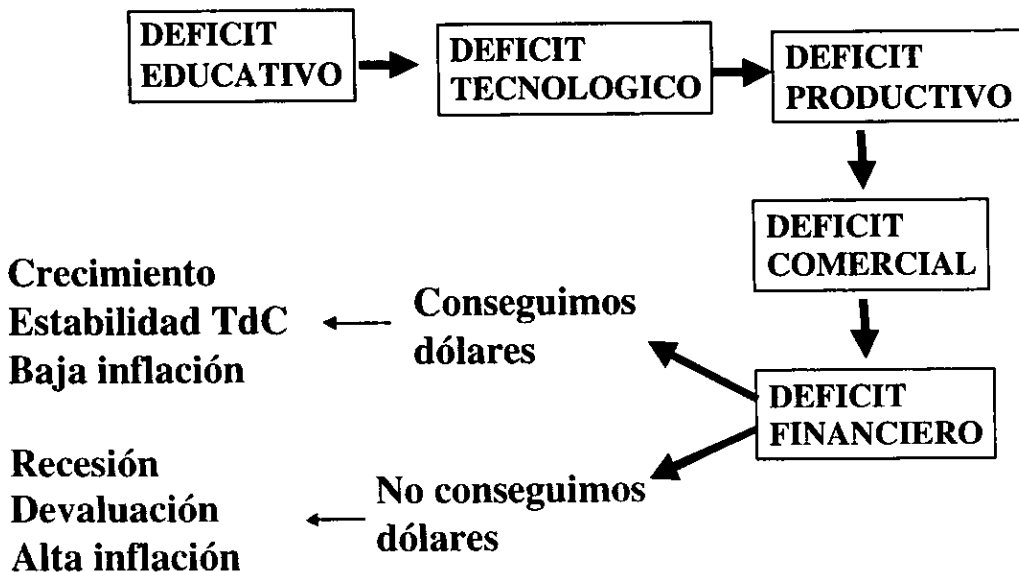 DEFICIT
EDUCATIVO
DEFICIT
TECNOLOGICO
DEFICIT
PRODUCTIVO
DEFICIT
COMERCIAL
DEFICIT
FINANCIERO
Conseguimos
dólares
Crecimiento
Estabilidad TdC
Baja inflación
No conseguimos
dólares
Recesión
Devaluación
Alta inflación